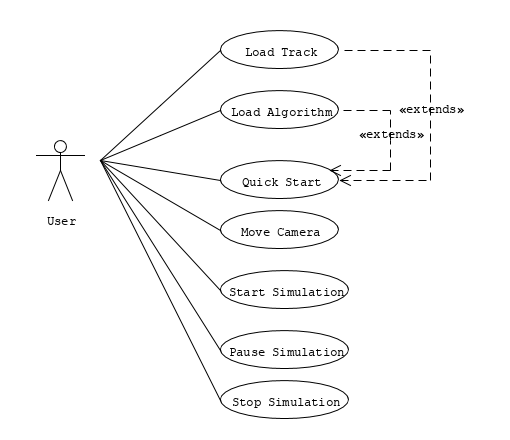 Load Track
«extends»
Load Algorithm
«extends»
Quick Start
User
Move Camera
Start Simulation
Pause Simulation
Stop Simulation